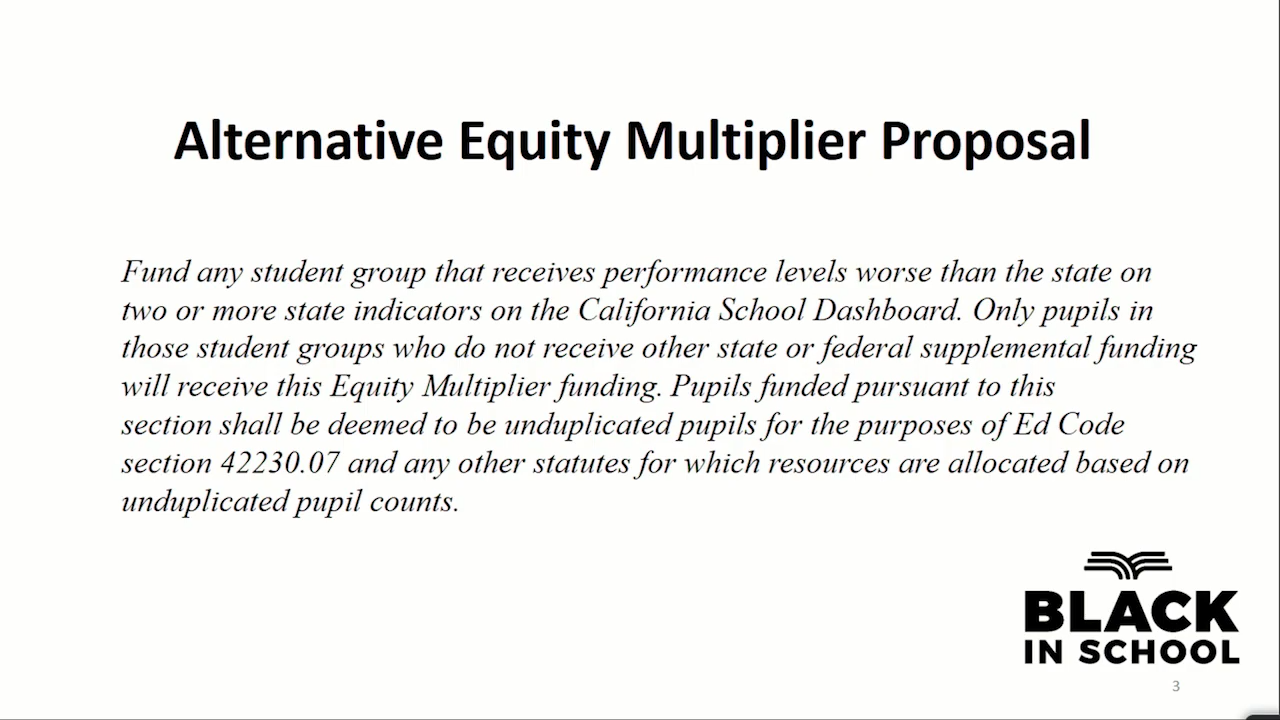 Alternative Equity Multiplier Proposal
Fund any student group that receives performance levels worse than the state on
two or more state indicators on the California School Dashboard. Only pupils in
those student groups who do not receive other state or federal supplemental funding
will receive this Equity Multiplier funding. Pupils funded pursuant to this
section shall be deemed to be unduplicated pupils for the purposes of Ed Code
section 42230.07 and any other statutes for which resources are allocated based on
unduplicated pupil counts.
BLACK
IN SCHOOL
3